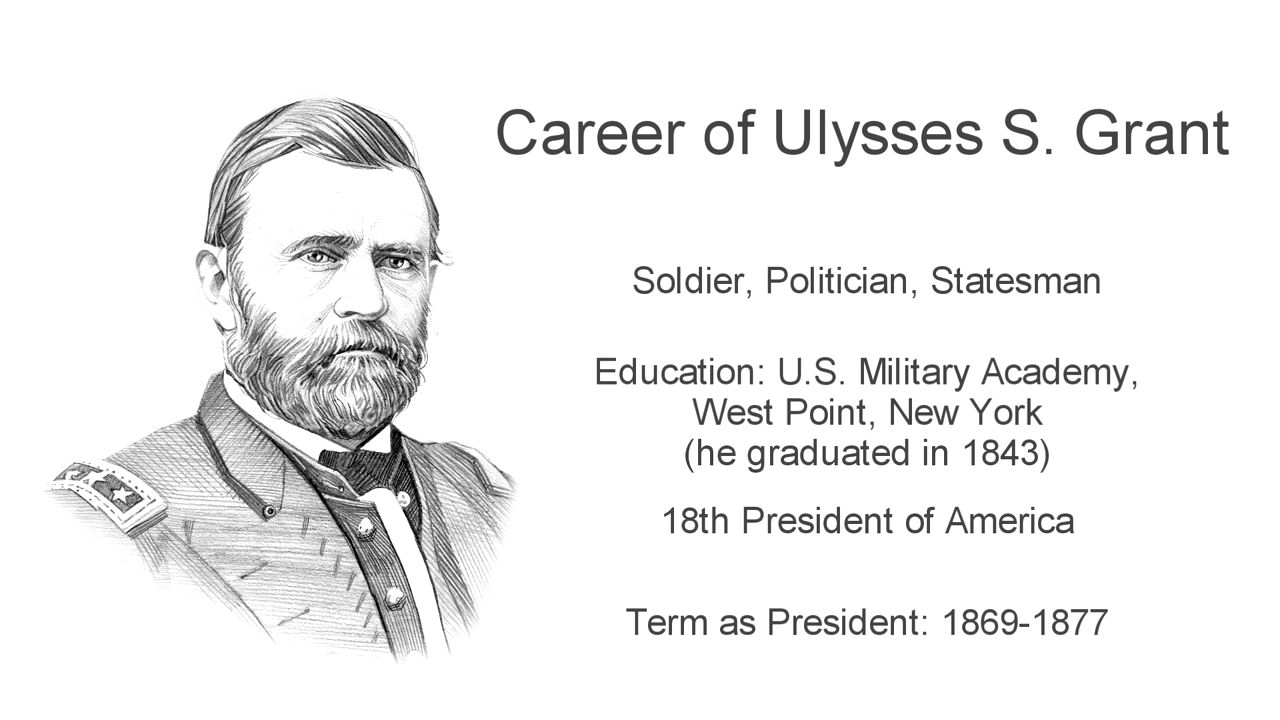 Career of Ulysses S. Grant
Soldier, Politician, Statesman
Education: U.S. Military Academy,
West Point, New York
(he graduated in 1843)
18th President of America
Term as President: 1869-1877